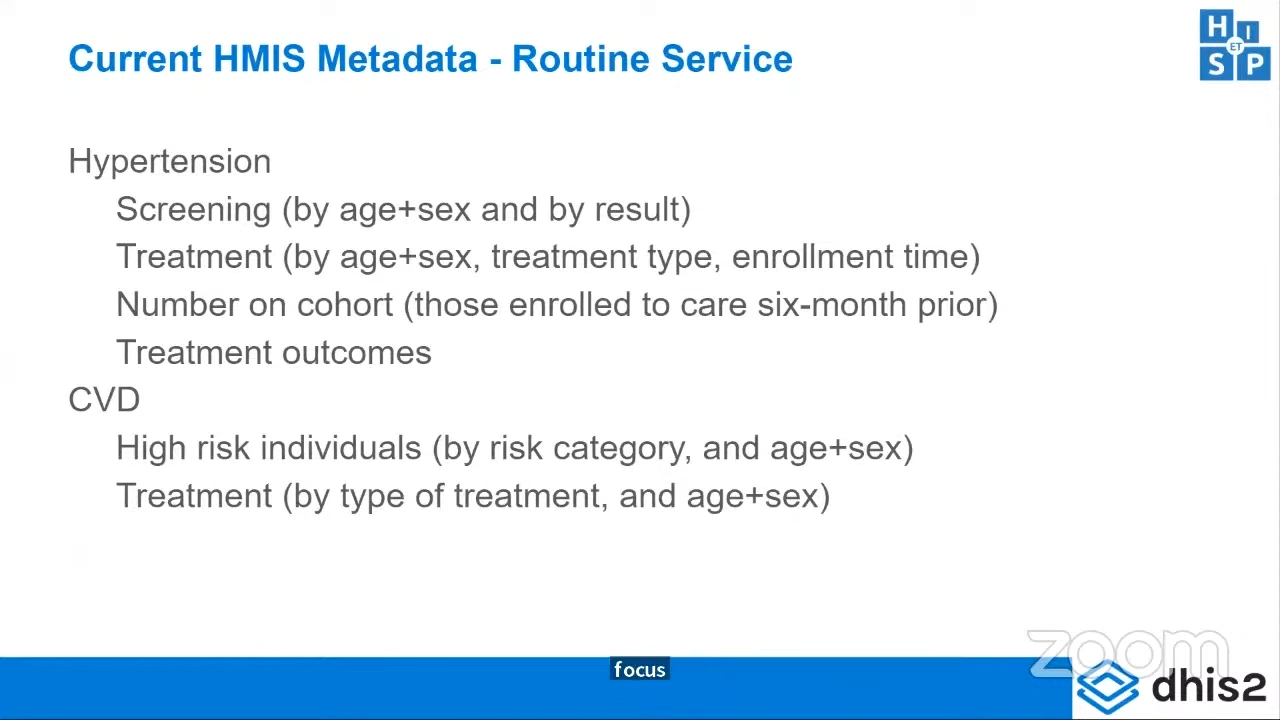 Current HMIS Metadata - Routine Service
H I
ET
S P
Hypertension
Screening (by age+sex and by result)
Treatment (by age+sex, treatment type, enrollment time)
Number on cohort (those enrolled to care six-month prior)
Treatment outcomes
CVD
High risk individuals (by risk category, and age+sex)
Treatment (by type of treatment, and age+sex)
zoom
focus
dhis2